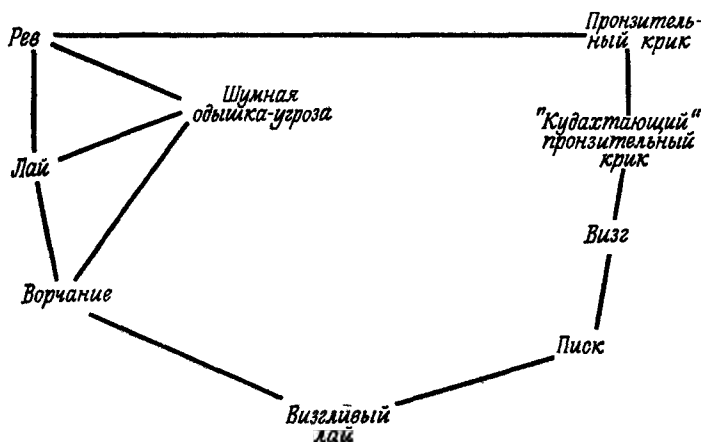 Рев
Пронзитель-
ный крик
Шумная
одышка-угроза
"Кудахтающий"
пронзительный
крик
Лай
Визг
Ворчание
Писк
Визгливый
лай